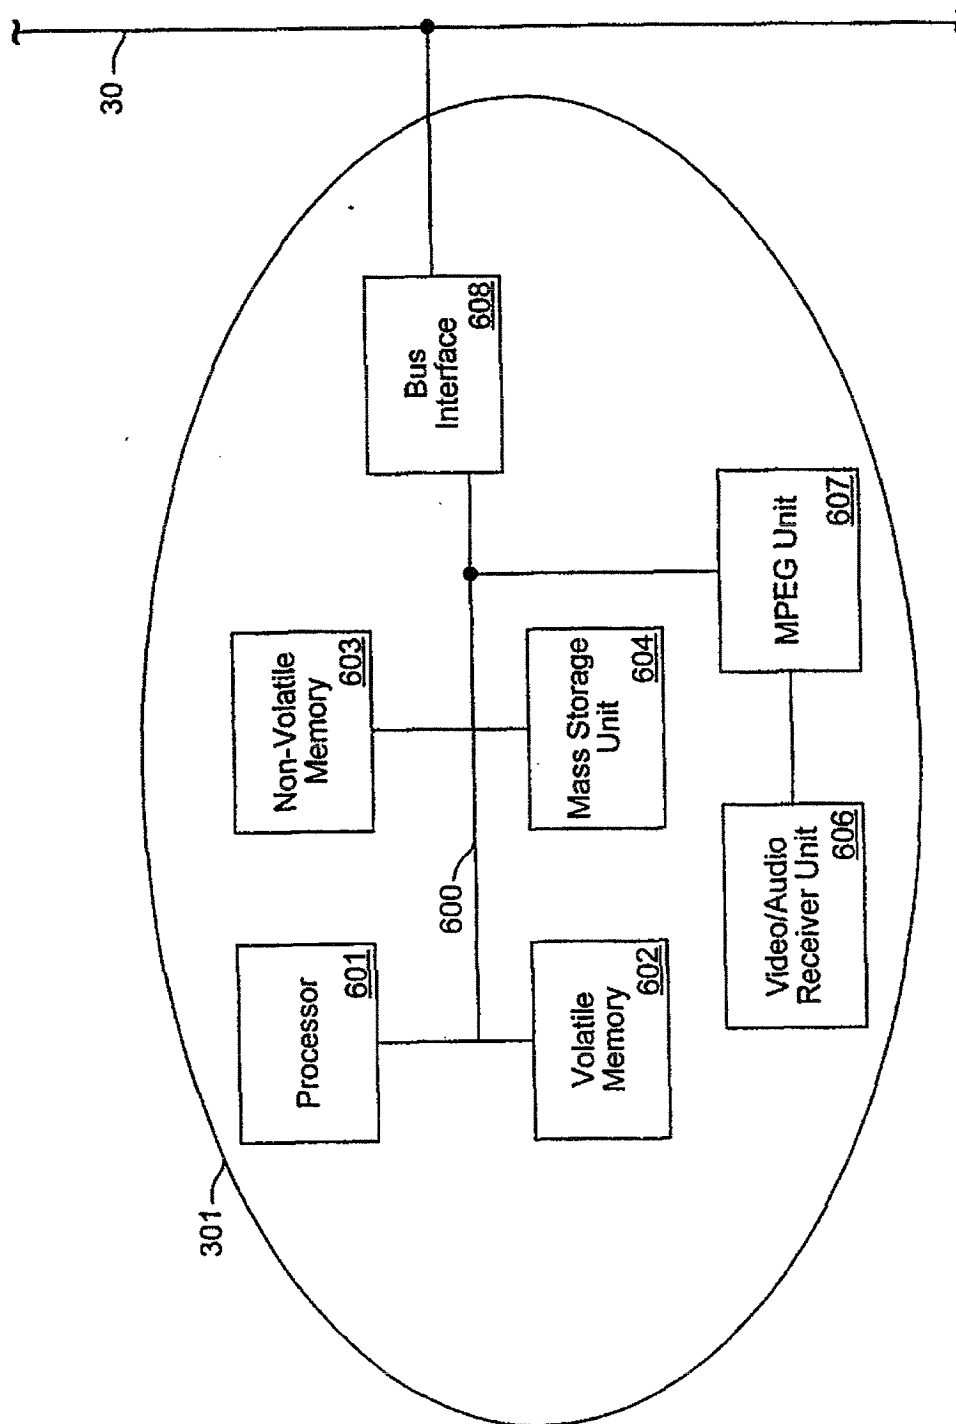 30
301
Processor
601
Non-Volatile
Memory
603
Bus
Interface
608
600
Volatile
Memory
602
Mass Storage
Unit
604
Video/Audio
Receiver Unit
606
MPEG Unit
607